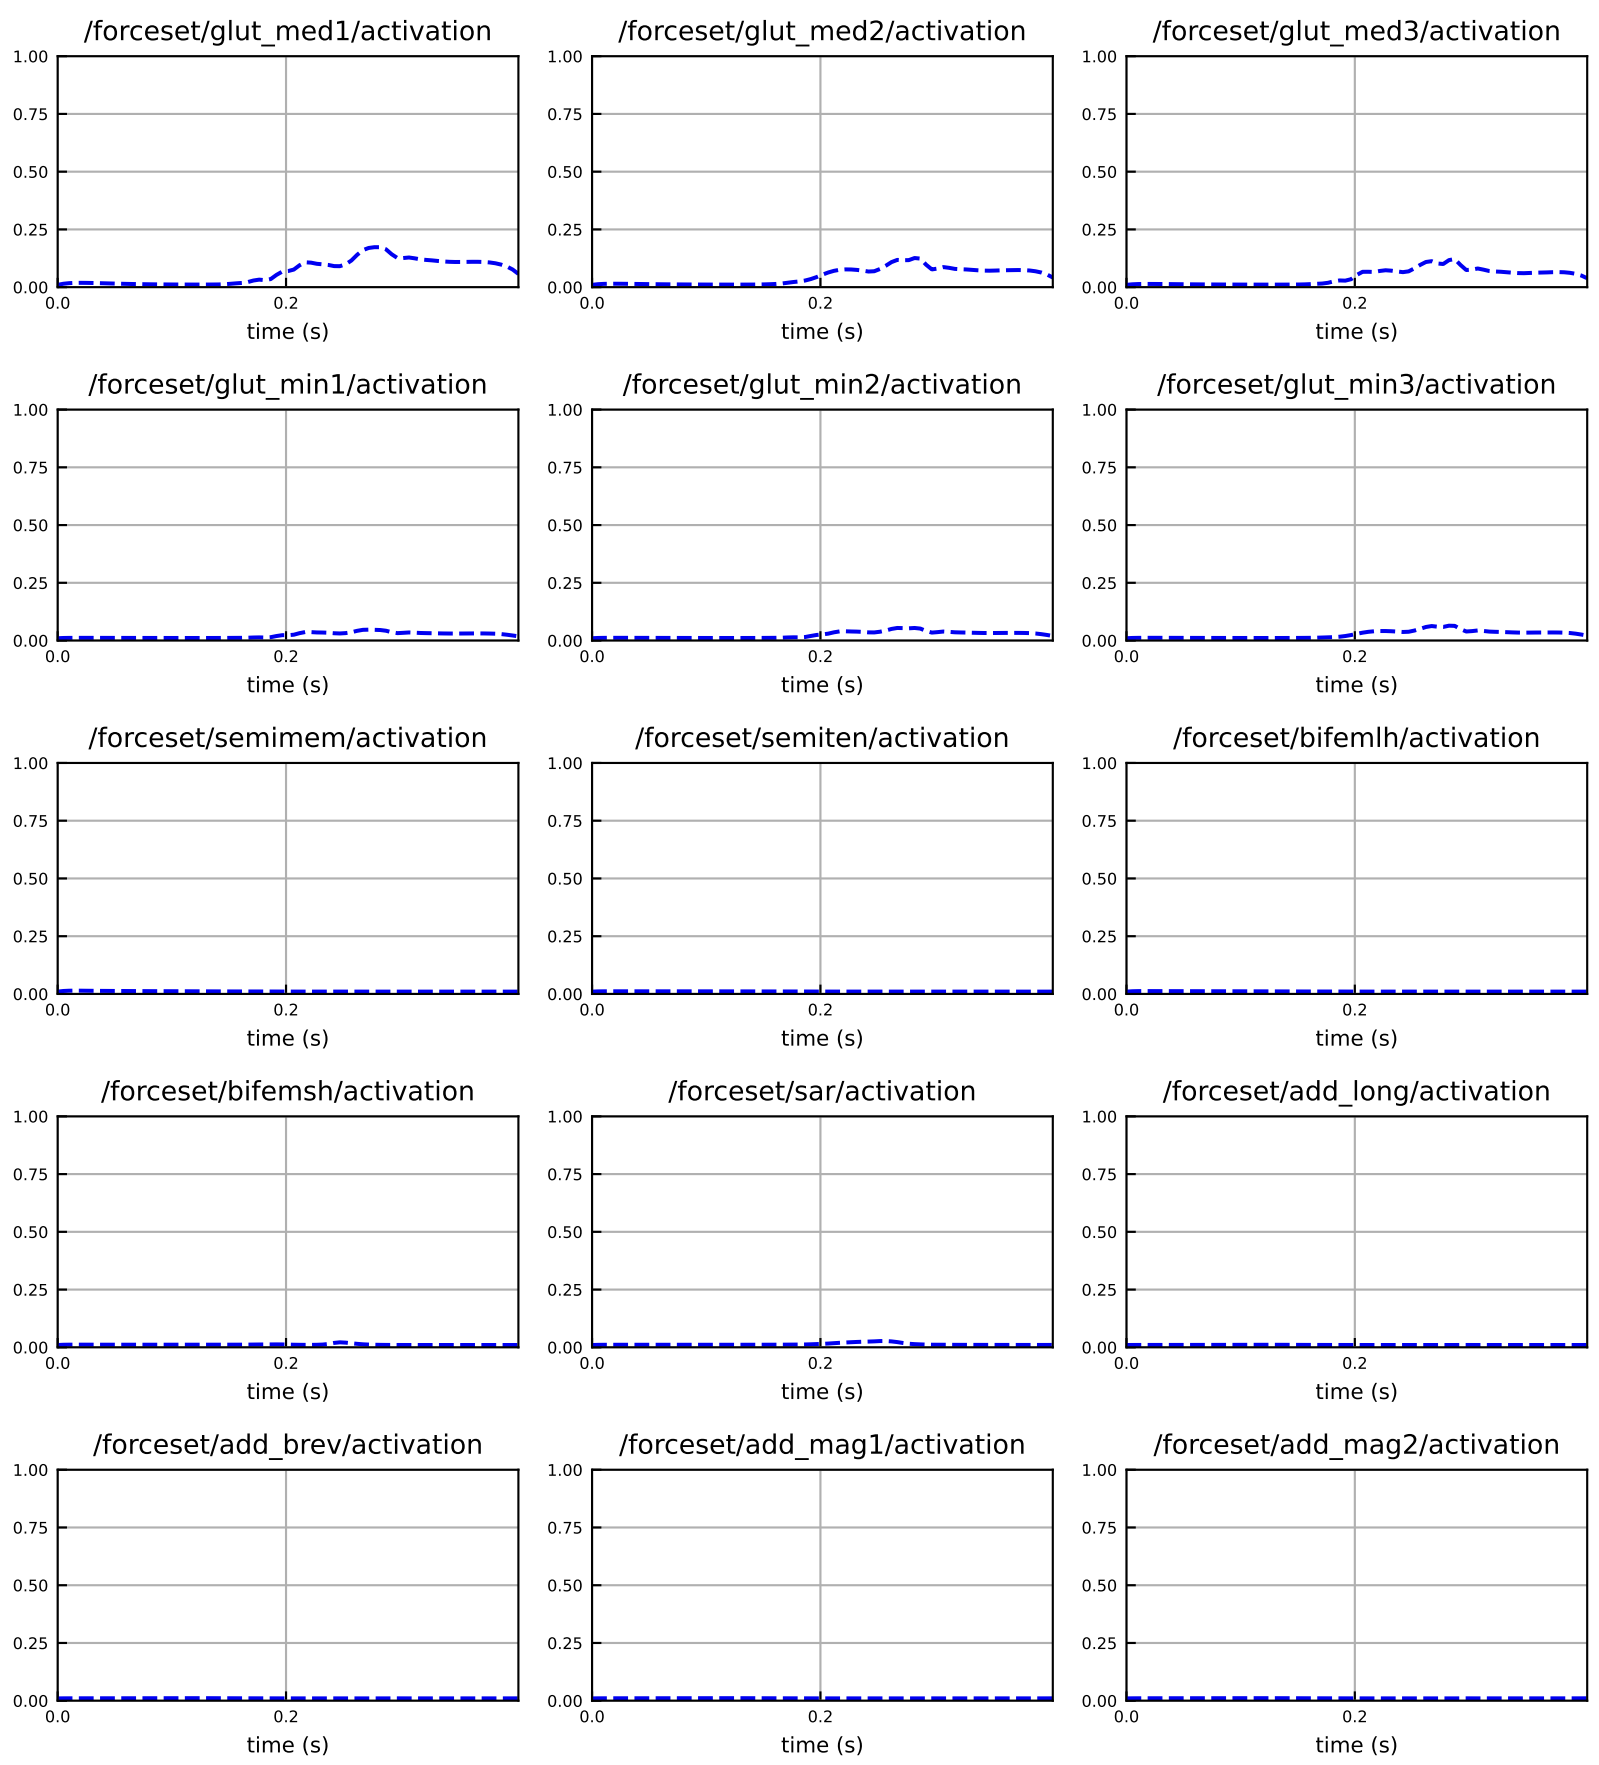 /forceset/glut_med1/activation /forceset/glut_med2/activation /forceset/glut_med3/activation
1.00 1.00 1.00
0.75 0.75 0.75
0.50 0.50 0.50
0.25 0.25 0.25
0.00 0.00 0.00
0.0 0.2 0.0 0.2 0.0 0.2
time (s) time (s) time (s)
/forceset/glut_min1/activation /forceset/glut_min2/activation /forceset/glut_min3/activation
1.00 1.00 1.00
0.75 0.75 0.75
0.50 0.50 0.50
0.25 0.25 0.25
0.00 0.00 0.00
0.0 0.2 0.0 0.2 0.0 0.2
time (s) time (s) time (s)
/forceset/semimem/activation /forceset/semiten/activation /forceset/bifemlh/activation
1.00 1.00 1.00
0.75 0.75 0.75
0.50 0.50 0.50
0.25 0.25 0.25
0.00 0.00 0.00
0.0 0.2 0.0 0.2 0.0 0.2
time (s) time (s) time (s)
/forceset/bifemsh/activation /forceset/sar/activation /forceset/add_long/activation
1.00 1.00 1.00
0.75 0.75 0.75
0.50 0.50 0.50
0.25 0.25 0.25
0.00 0.00 0.00
0.0 0.2 0.0 0.2 0.0 0.2
time (s) time (s) time (s)
/forceset/add_brev/activation /forceset/add_mag1/activation /forceset/add_mag2/activation
1.00 1.00 1.00
0.75 0.75 0.75
0.50 0.50 0.50
0.25 0.25 0.25
0.00 0.00 0.00
0.0 0.2 0.0 0.2 0.0 0.2
time (s) time (s) time (s)